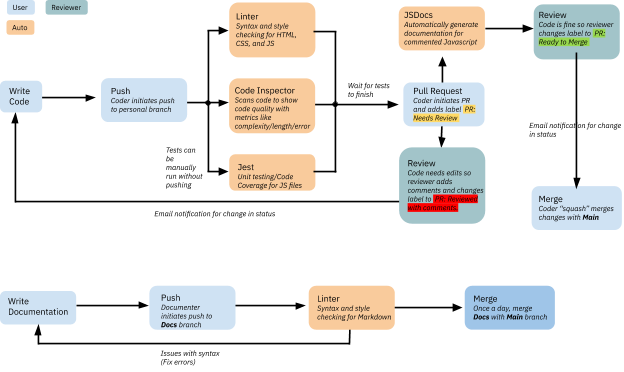 User
Reviewer
Auto
Write
Code
Push
Coder initiates push
to personal branch
Tests can
be
manually
run without
pushing
Linter
Syntax and style
checking for HTML,
CSS, and JS
Code Inspector
Scans code to show
code quality with
metrics like
complexity/length/error
Jest
Unit testing/Code
Coverage for JS files
Wait for tests
to finish
JSDocs
Automatically generate
documentation for
commented Javascript
Pull Request
Coder initiates PR
and adds label PR:
Needs Review
Review
Code needs edits so
reviewer adds
comments and changes
label to PR: Reviewed
with comments.
Email notification for change in status
Review
Code is fine so reviewer
changes label to PR:
Ready to Merge
Email notification for change
in status
Merge
Coder "squash" merges
changes with Main
Write
Documentation
Push
Documenter
initiates push to
Docs branch
Linter
Syntax and style
checking for Markdown
Merge
Once a day, merge
Docs with Main branch
Issues with syntax
(Fix errors)